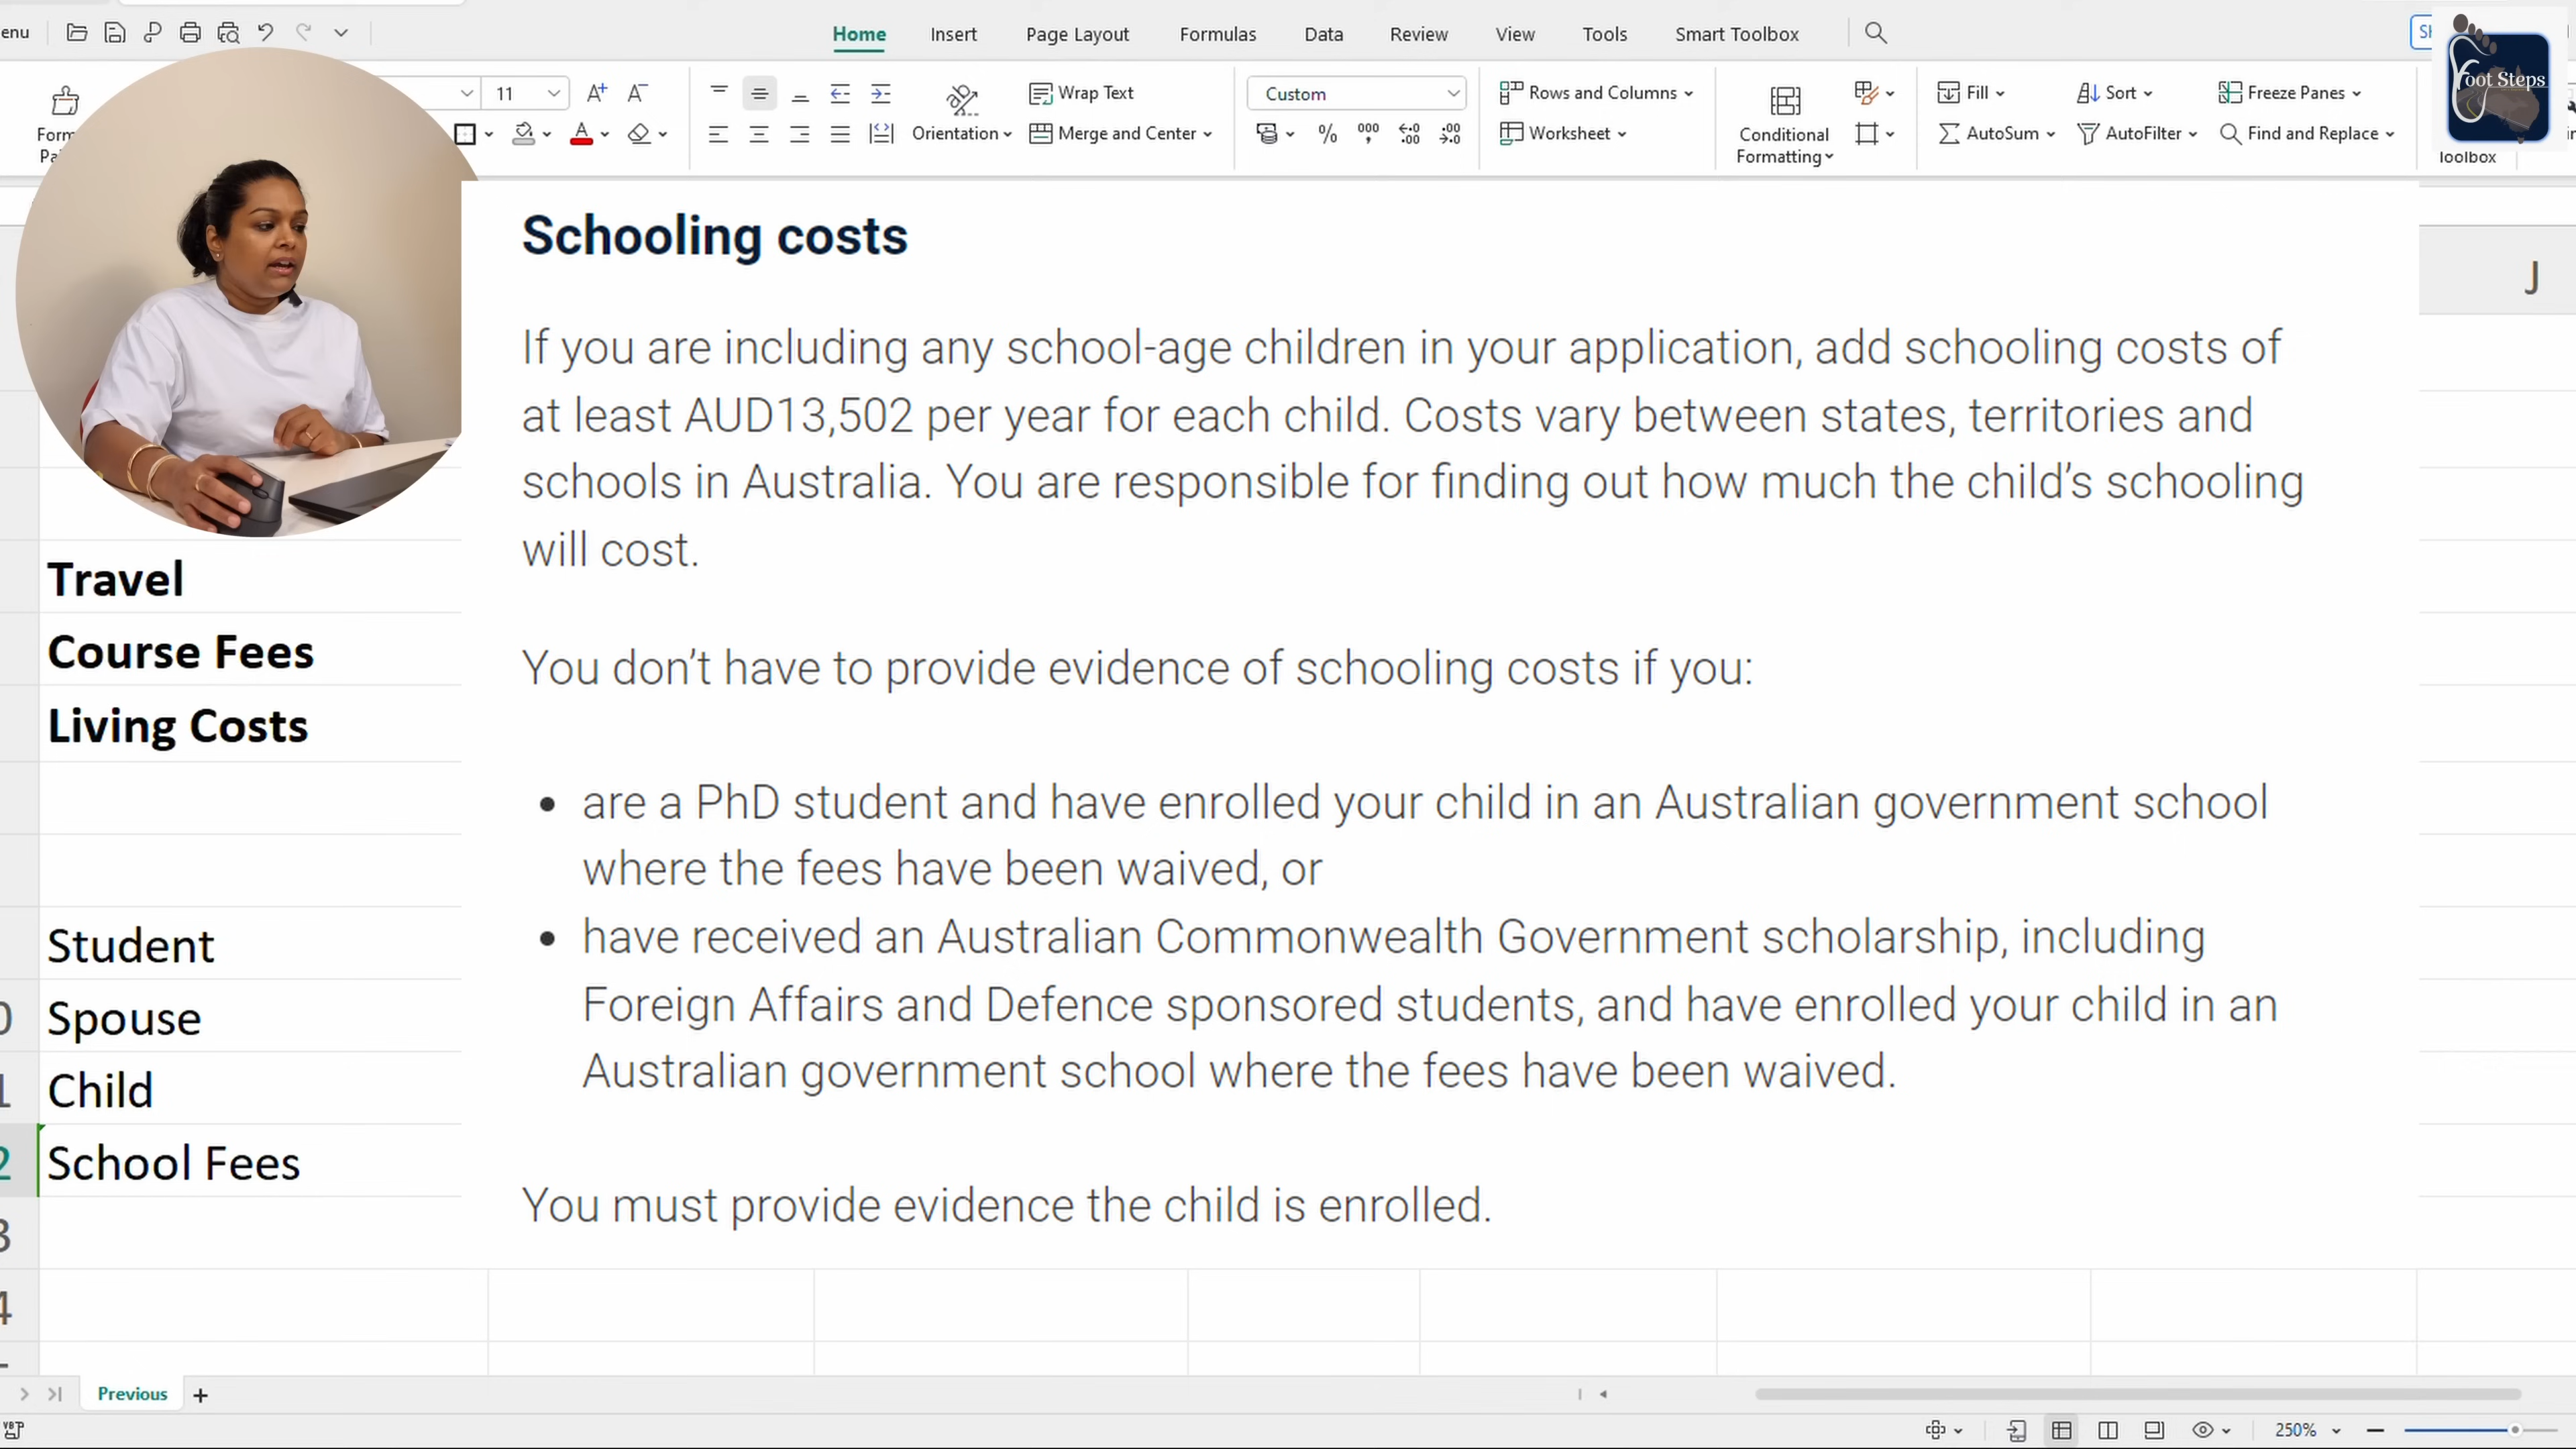 enu
Home Insert Page Layout Formulas Data Review View Tools Smart Toolbox
11 Wrap Text Custom Rows and Columns Fill Sort Freeze Panes
Orientation Merge and Center Worksheet Conditional Formatting AutoSum AutoFilter Find and Replace
Foot Steps
Toolbox
J
Schooling costs
If you are including any school-age children in your application, add schooling costs of
at least AUD13,502 per year for each child. Costs vary between states, territories and
schools in Australia. You are responsible for finding out how much the child’s schooling
will cost.
You don’t have to provide evidence of schooling costs if you:
• are a PhD student and have enrolled your child in an Australian government school
where the fees have been waived, or
• have received an Australian Commonwealth Government scholarship, including
Foreign Affairs and Defence sponsored students, and have enrolled your child in an
Australian government school where the fees have been waived.
You must provide evidence the child is enrolled.
Travel
Course Fees
Living Costs
Student
0 Spouse
1 Child
2 School Fees
3
4
Previous +
250%